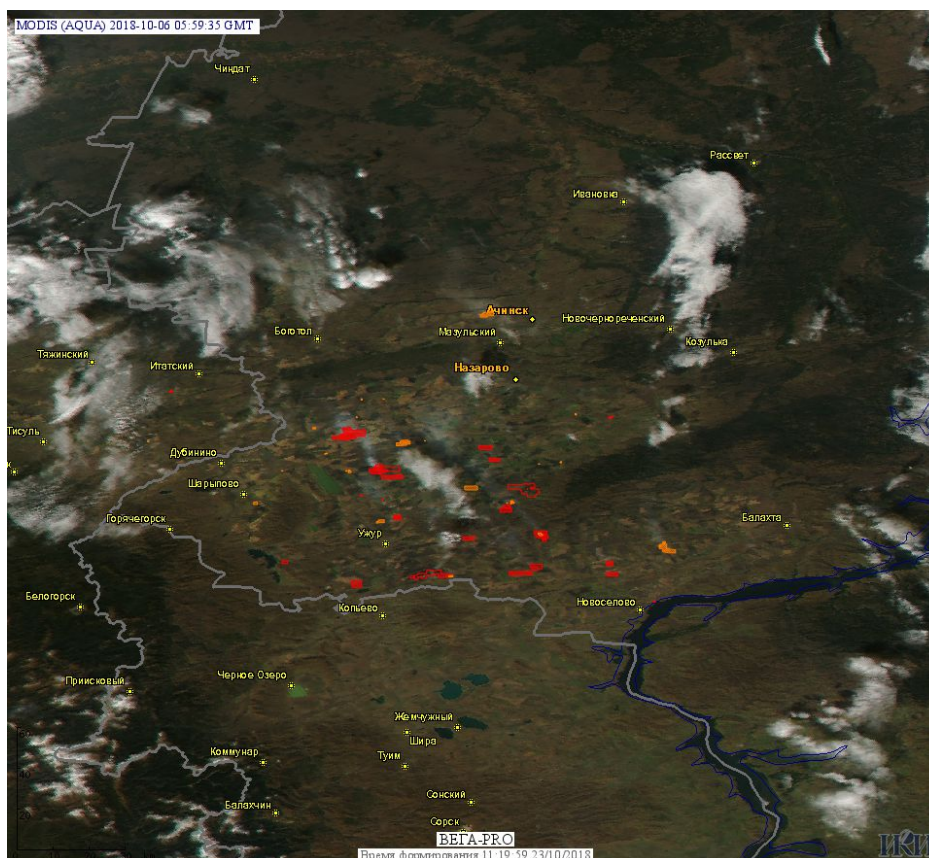 MODIS (AQUA) 2018-10-06 05:59:35 GMT
Чиндат
Рассвет
Ивановка
Ачинск
Новочернореченский
Боготол
Мазульский
Козулька
Тяжинский
Итатский
Назарово
Тисуль
Дубинино
к
Шарыпово
Горячегорск
Балахта
Ужур
Белогорск
Копьево
Новоселово
Черное Озеро
Приисковый
Жемчужный
Шира
Коммунар
Туим
Сонский
Балахчин
Сорск
ВЕГА-PRO
ИКИ
Время формирования 11:19:59 23/10/2018